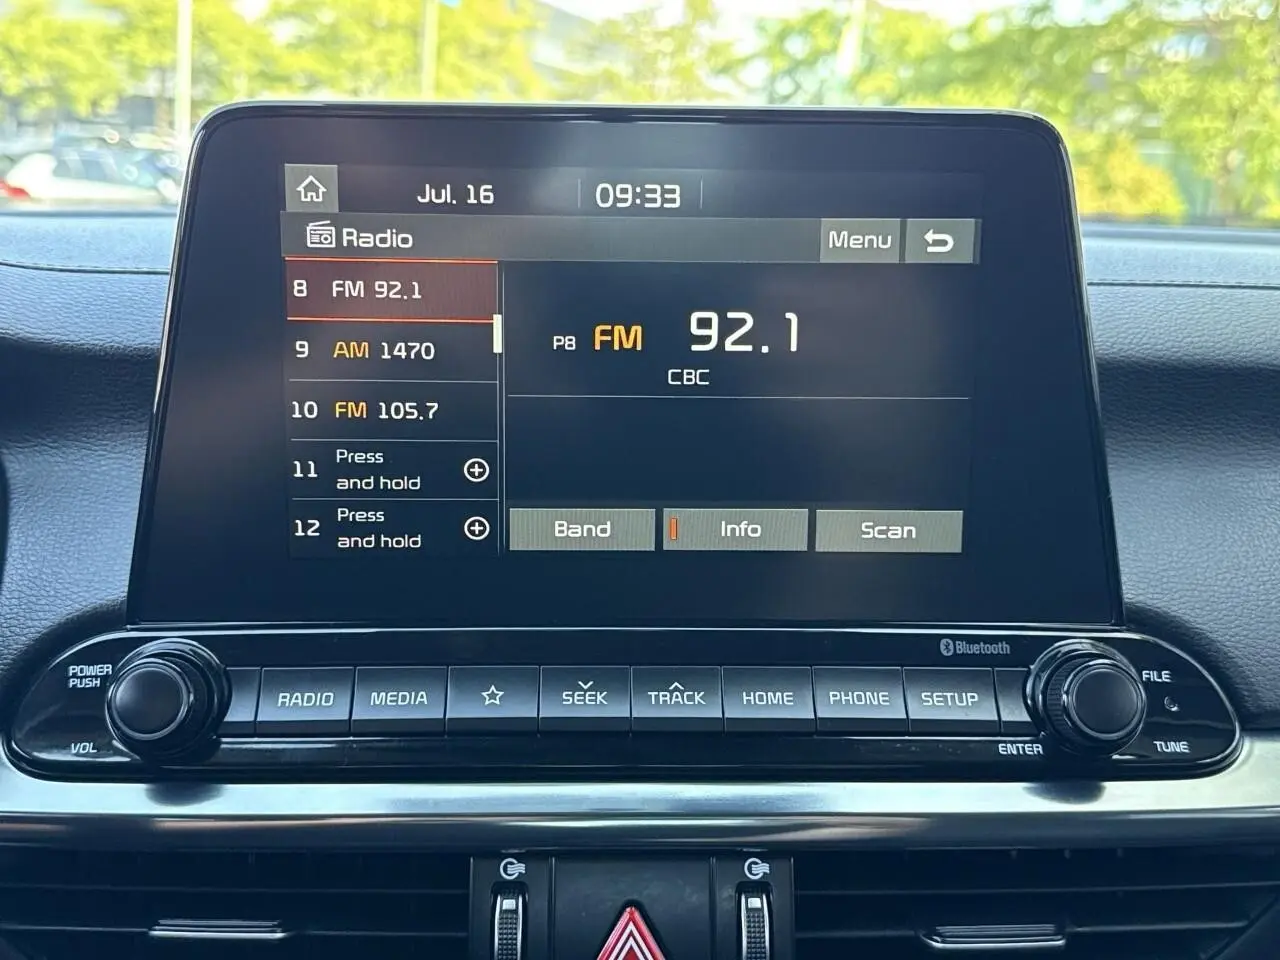 Jul. 16 09:33
Radio Menu
8 FM 92.1
9 AM 1470
10 FM 105.7
11 Press and hold
12 Press and hold
P8 FM 92.1
CBC
Band Info Scan
Bluetooth
POWER
PUSH
VOL
RADIO MEDIA SEEK TRACK HOME PHONE SETUP
FILE
ENTER
TUNE